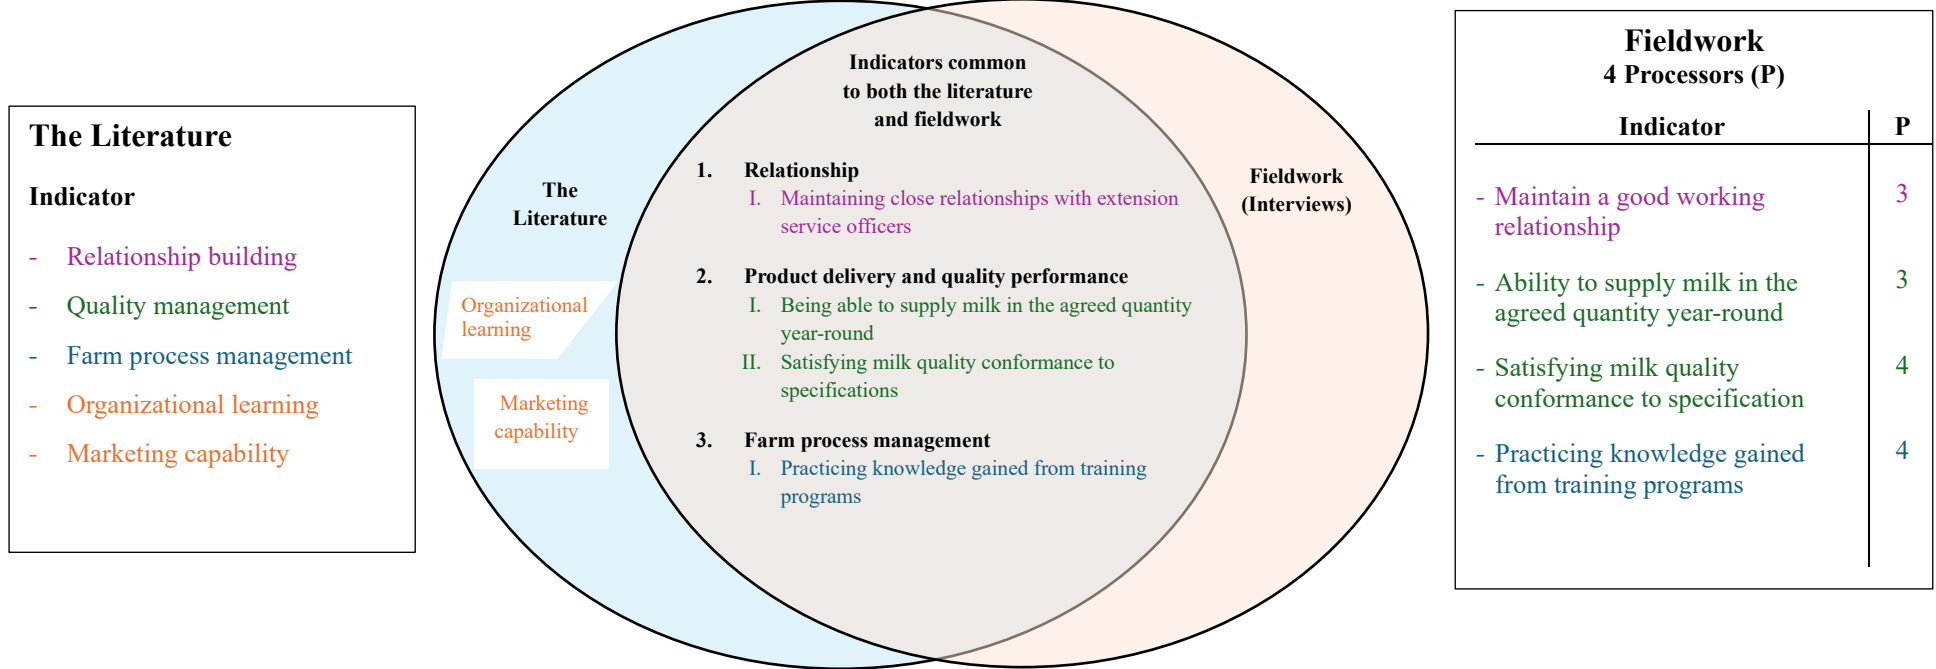 The Literature
Indicator
- Relationship building
- Quality management
- Farm process management
- Organizational learning
- Marketing capability
The
Literature
Organizational
learning
Marketing
capability
Indicators common
to both the literature
and fieldwork
1. Relationship
I. Maintaining close relationships with extension
service officers
2. Product delivery and quality performance
I. Being able to supply milk in the agreed quantity
year-round
II. Satisfying milk quality conformance to
specifications
3. Farm process management
I. Practicing knowledge gained from training
programs
Fieldwork
(Interviews)
Fieldwork
4 Processors (P)
Indicator P
- Maintain a good working 3
relationship
- Ability to supply milk in the 3
agreed quantity year-round
- Satisfying milk quality 4
conformance to specification
- Practicing knowledge gained 4
from training programs